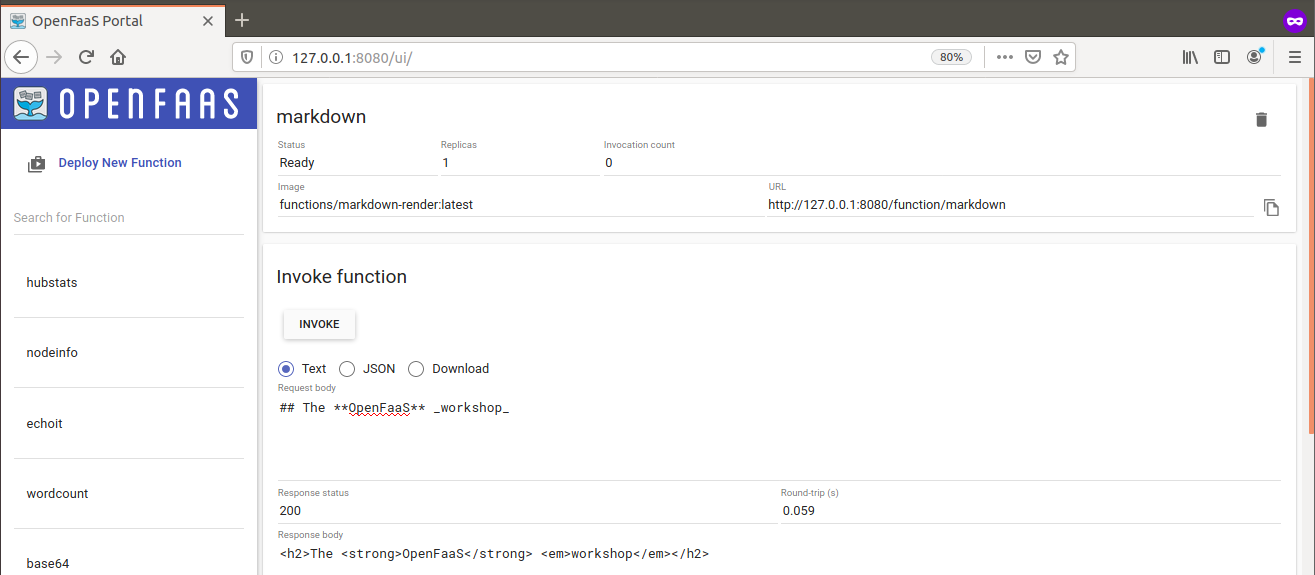 OpenFaaS Portal
127.0.0.1:8080/ui/
80%
OPENFAAS
Deploy New Function
Search for Function
hubstats
nodeinfo
echoit
wordcount
base64
markdown
Status Replicas Invocation count
Ready 1 0
Image URL
functions/markdown-render:latest http://127.0.0.1:8080/function/markdown
Invoke function
INVOKE
Text JSON Download
Request body
## The **OpenFaaS** _workshop_
Response status Round-trip (s)
200 0.059
Response body
<h2>The <strong>OpenFaaS</strong> <em>workshop</em></h2>